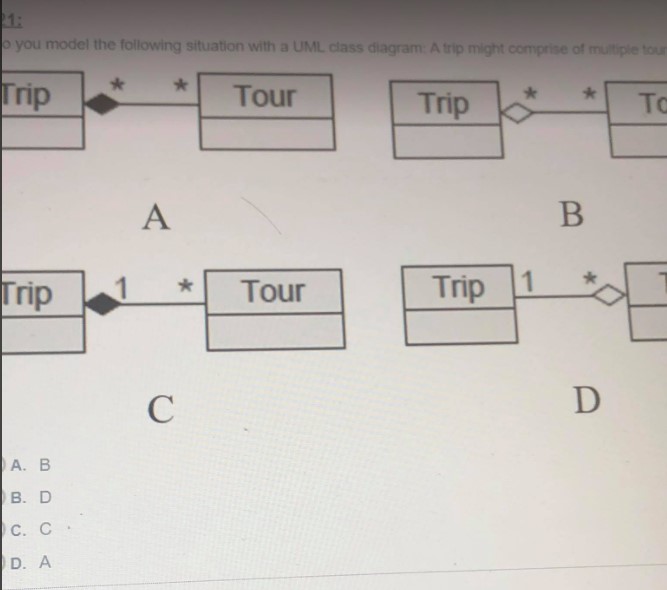 21:
o you model the following situation with a UML class diagram: A trip might comprise of multiple tour
Trip * * Tour Trip * * To
A B
Trip 1 * Tour Trip 1 *
C D
A. B
B. D
C. C
D. A